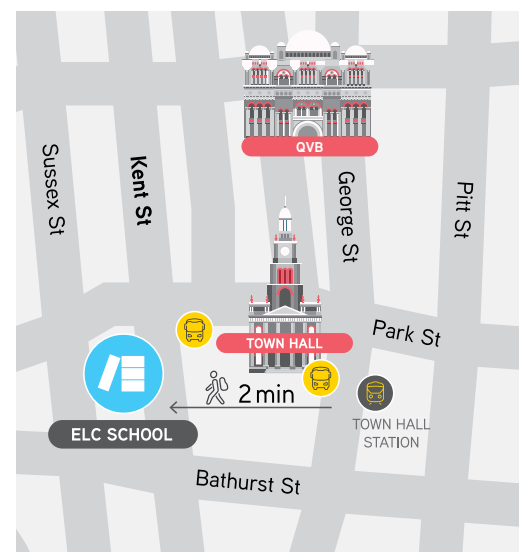 QVB
Sussex St
Kent St
George St
Pitt St
Park St
TOWN HALL
2 min
TOWN HALL
STATION
ELC SCHOOL
Bathurst St